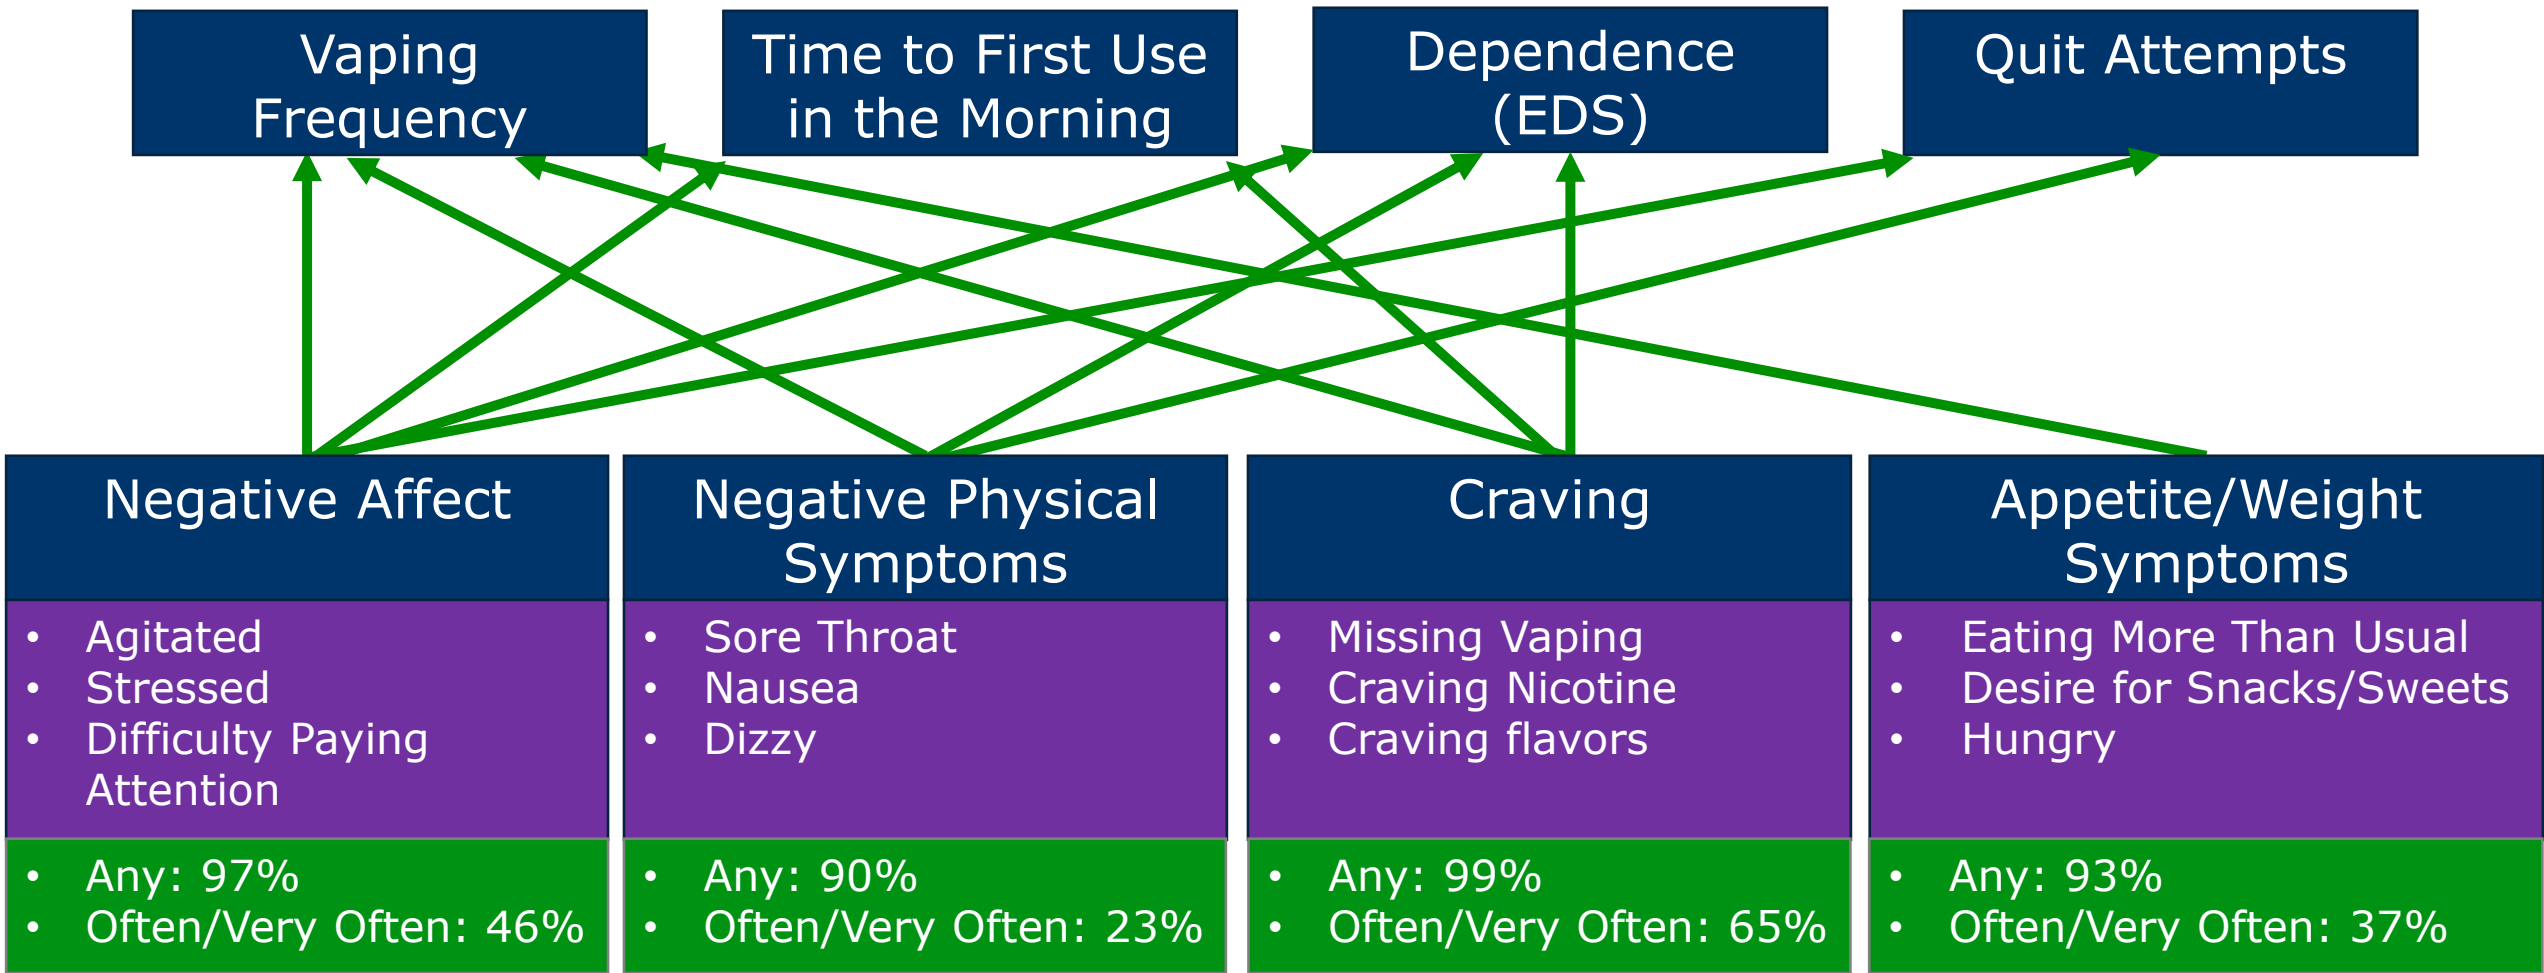 Vaping
Frequency
Time to First Use
in the Morning
Dependence
(EDS)
Quit Attempts
Negative Affect
• Agitated
• Stressed
• Difficulty Paying
Attention
• Any: 97%
• Often/Very Often: 46%
Negative Physical
Symptoms
• Sore Throat
• Nausea
• Dizzy
• Any: 90%
• Often/Very Often: 23%
Craving
• Missing Vaping
• Craving Nicotine
• Craving flavors
• Any: 99%
• Often/Very Often: 65%
Appetite/Weight
Symptoms
• Eating More Than Usual
• Desire for Snacks/Sweets
• Hungry
• Any: 93%
• Often/Very Often: 37%